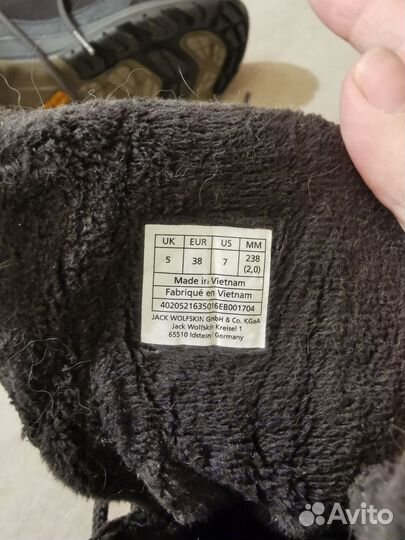 UK EUR US MM
5 38 7 238 (2,0)
Made in Vietnam
Fabriqué en Vietnam
4020521635016EB001704
JACK WOLFSKIN GmbH & Co. KGaA
Jack Wolfskin Kreisel 1
65510 Idstein Germany
Avito